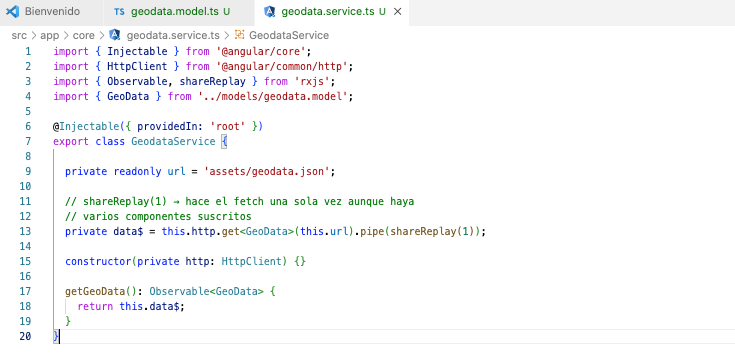 Bienvenido TS geodata.model.ts U geodata.service.ts U ×
src > app > core > geodata.service.ts > GeodataService
1 import { Injectable } from '@angular/core';
2 import { HttpClient } from '@angular/common/http';
3 import { Observable, shareReplay } from 'rxjs';
4 import { GeoData } from '../models/geodata.model';
5
6 @Injectable({ providedIn: 'root' })
7 export class GeodataService {
8
9 private readonly url = 'assets/geodata.json';
10
11 // shareReplay(1) → hace el fetch una sola vez aunque haya
12 // varios componentes suscritos
13 private data$ = this.http.get<GeoData>(this.url).pipe(shareReplay(1));
14
15 constructor(private http: HttpClient) {}
16
17 getGeoData(): Observable<GeoData> {
18 return this.data$;
19 }
20 }